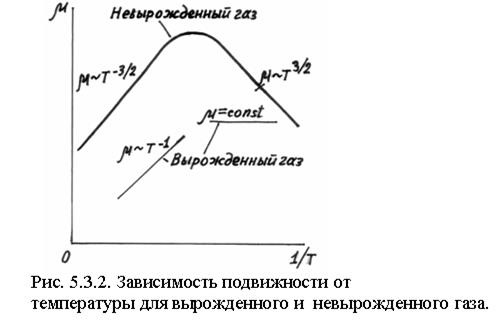 μ
Невырожденный газ
μ~T⁻³/²
μ~T³/²
μ=const
μ~T⁻¹
Вырожденный газ
0
1/T
Рис. 5.3.2. Зависимость подвижности от
температуры для вырожденного и невырожденного газа.